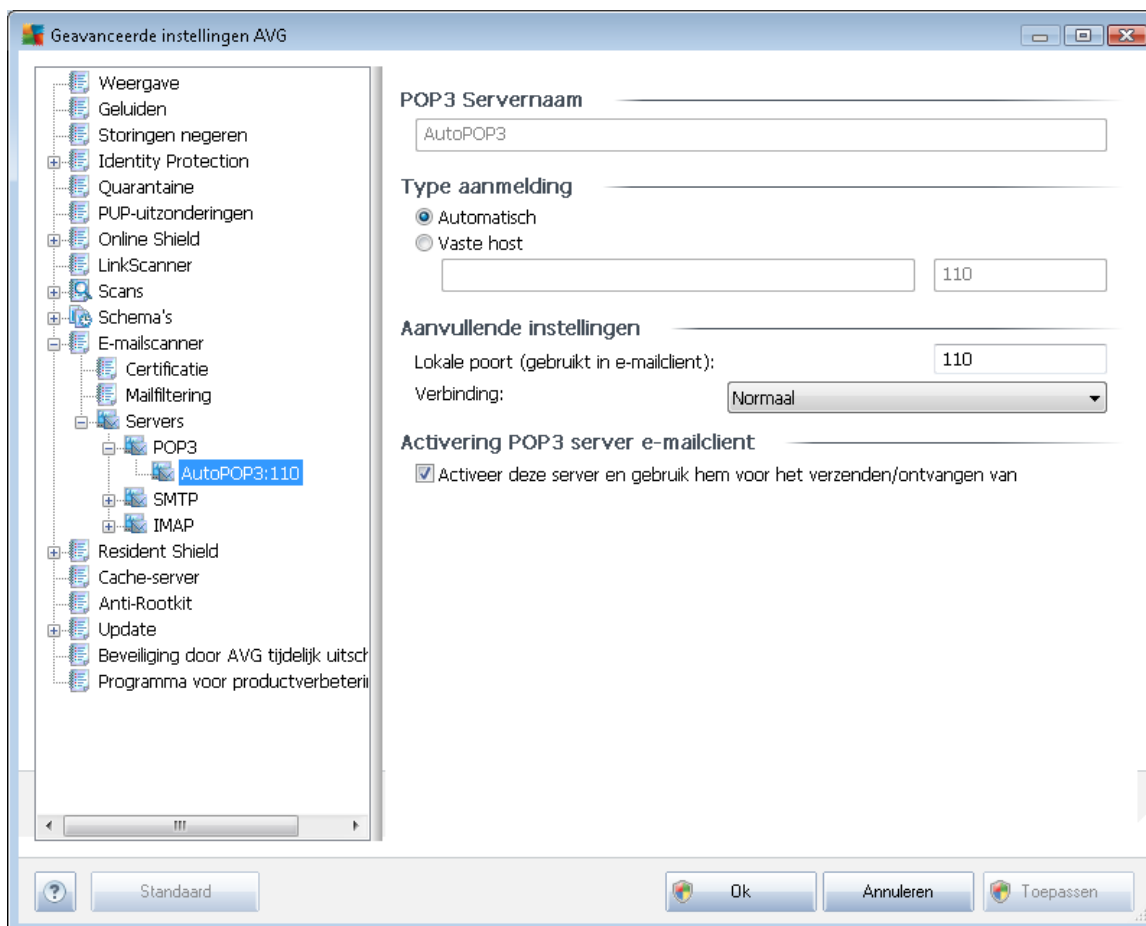 Geavanceerde instellingen AVG
Weergave
Geluiden
Storingen negeren
Identity Protection
Quarantaine
PUP-uitzonderingen
Online Shield
LinkScanner
Scans
Schema's
E-mailscanner
Certificatie
Mailfiltering
Servers
POP3
AutoPOP3:110
SMTP
IMAP
Resident Shield
Cache-server
Anti-Rootkit
Update
Beveiliging door AVG tijdelijk uitsch
Programma voor productverbeterin
POP3 Servernaam
AutoPOP3
Type aanmelding
Automatisch
Vaste host
110
Aanvullende instellingen
Lokale poort (gebruikt in e-mailclient): 110
Verbinding: Normaal
Activering POP3 server e-mailclient
Activeer deze server en gebruik hem voor het verzenden/ontvangen van
? Standaard Ok Annuleren Toepassen